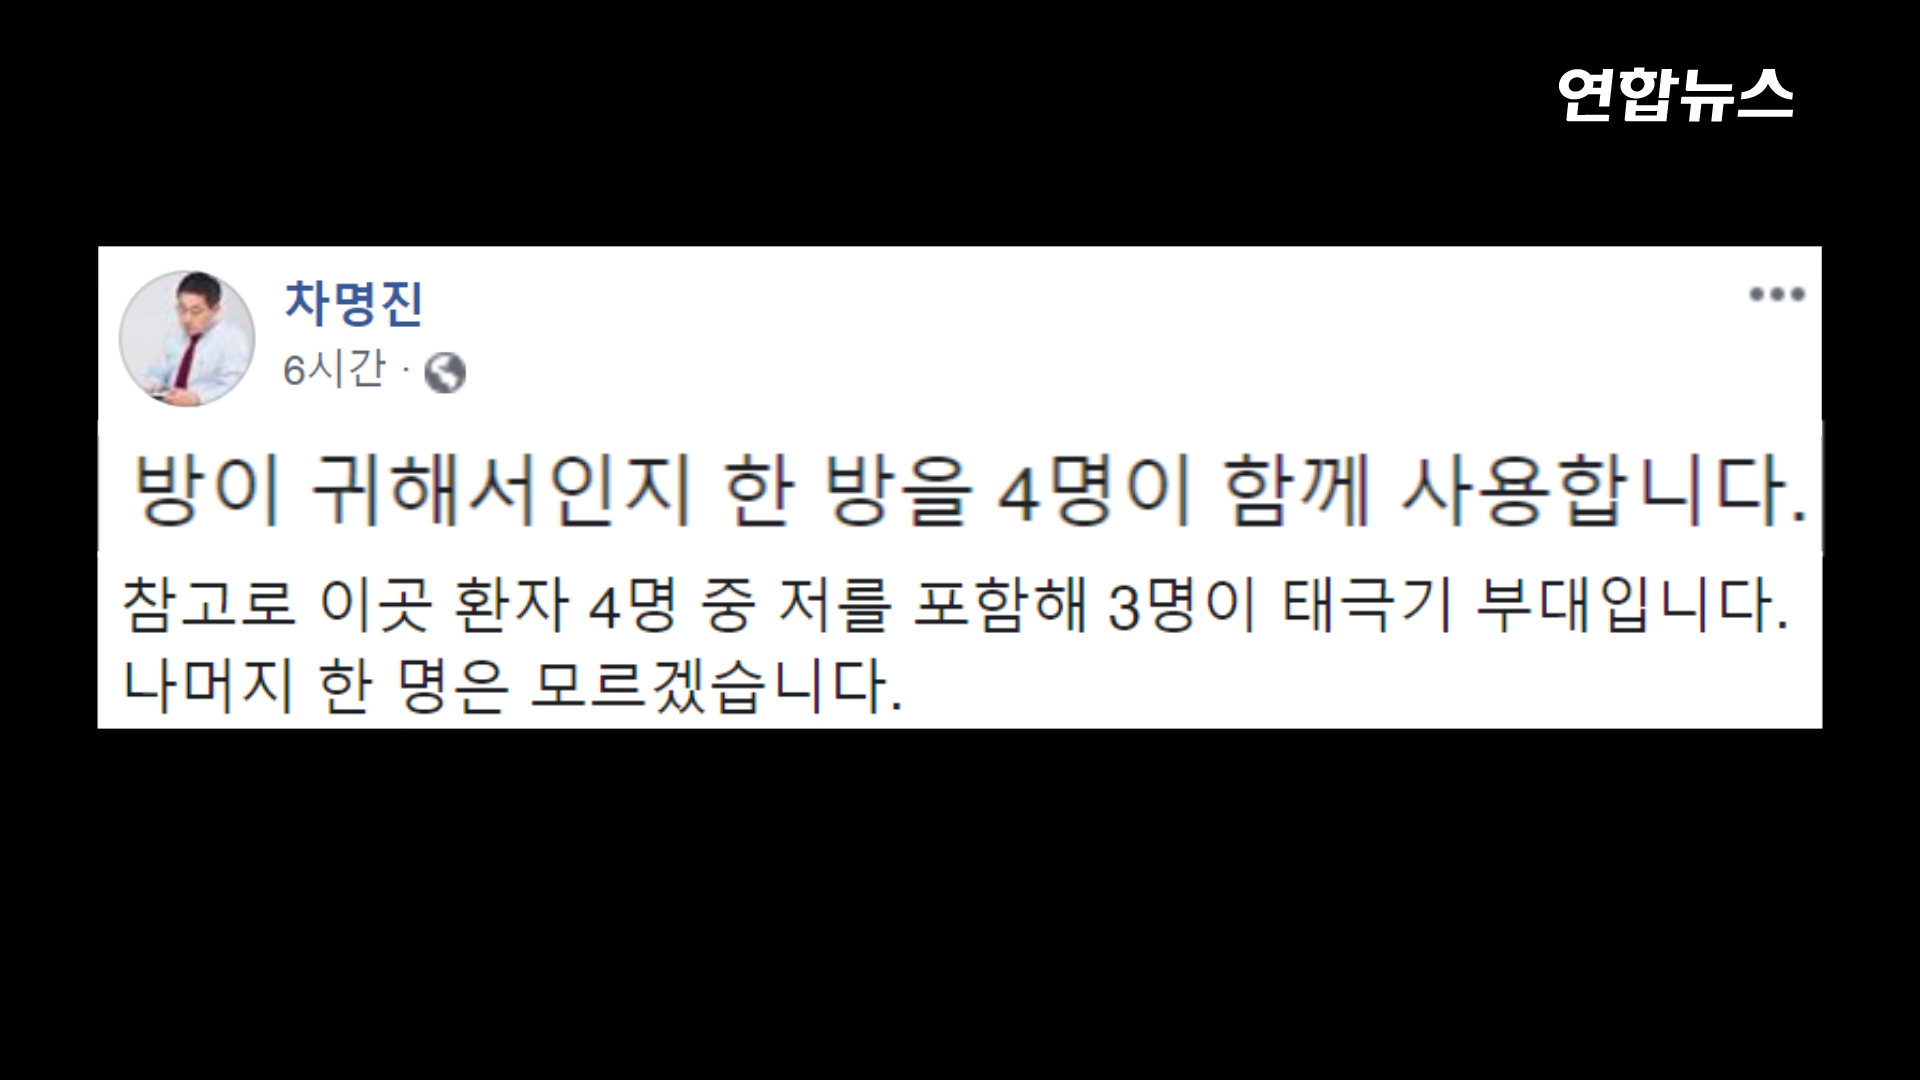 연합뉴스
차명진
6시간 ·
방이 귀해서인지 한 방을 4명이 함께 사용합니다.
참고로 이곳 환자 4명 중 저를 포함해 3명이 태극기 부대입니다.
나머지 한 명은 모르겠습니다.